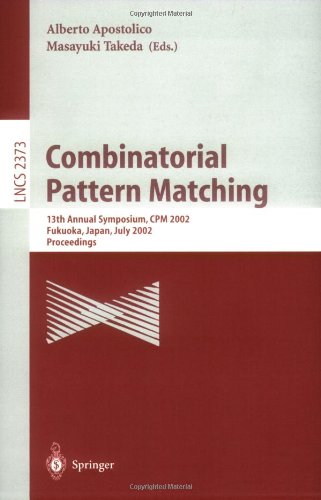 Alberto Apostolico
Masayuki Takeda (Eds.)
LNCS 2373
Combinatorial
Pattern Matching
13th Annual Symposium, CPM 2002
Fukuoka, Japan, July 2002
Proceedings
Springer